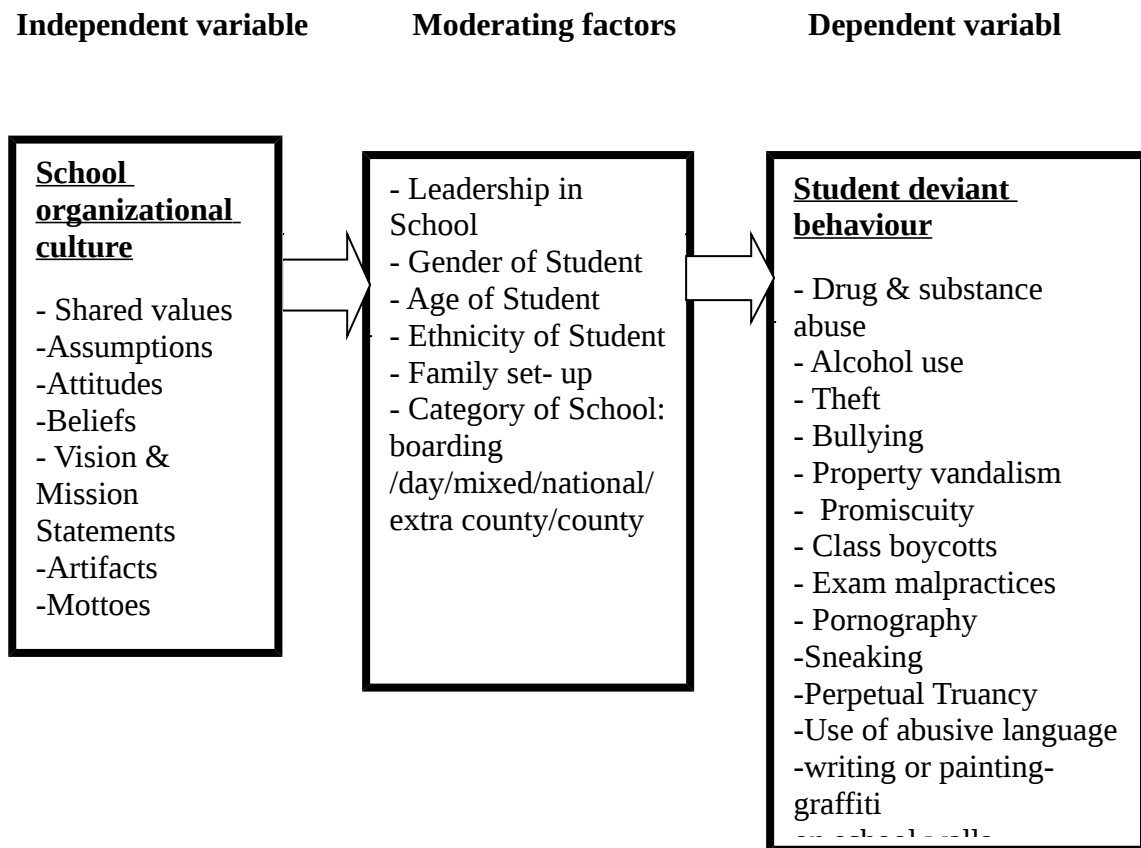 Independent variable
Moderating factors
Dependent variabl
School
organizational
culture
- Shared values
-Assumptions
-Attitudes
-Beliefs
- Vision &
Mission
Statements
-Artifacts
-Mottoes
- Leadership in
School
- Gender of Student
- Age of Student
- Ethnicity of Student
- Family set- up
- Category of School:
boarding
/day/mixed/national/
extra county/county
Student deviant
behaviour
- Drug & substance
abuse
- Alcohol use
- Theft
- Bullying
- Property vandalism
- Promiscuity
- Class boycotts
- Exam malpractices
- Pornography
-Sneaking
-Perpetual Truancy
-Use of abusive language
-writing or painting-
graffiti
on school walls